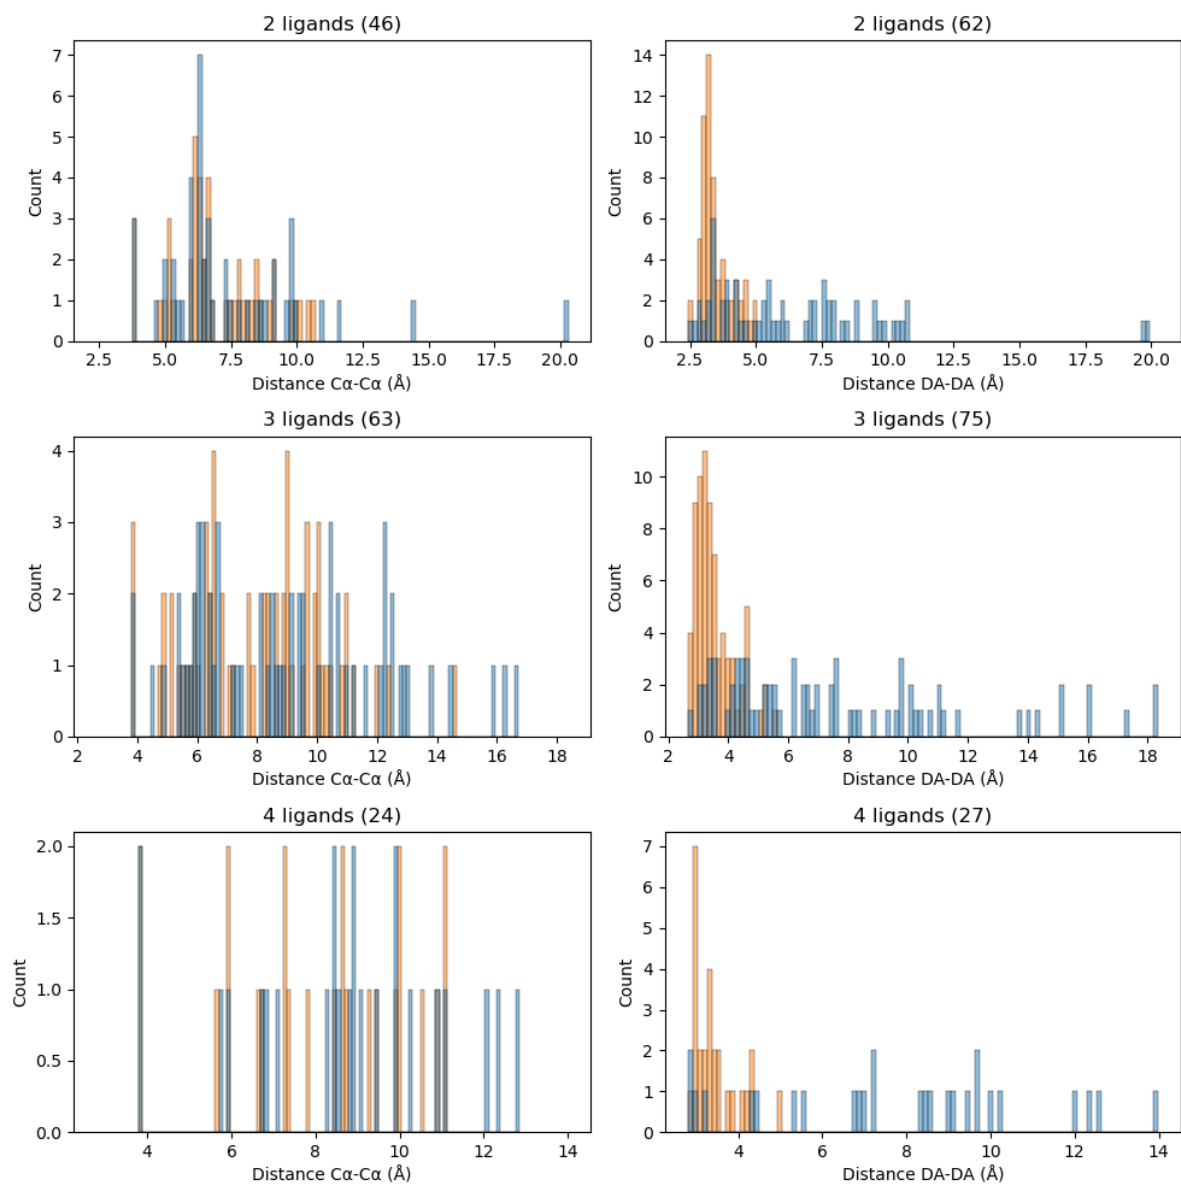 2 ligands (46)
7
6
5
4
3
2
1
0
Count
2.5 5.0 7.5 10.0 12.5 15.0 17.5 20.0
Distance Cα-Cα (Å)
2 ligands (62)
14
12
10
8
6
4
2
0
Count
2.5 5.0 7.5 10.0 12.5 15.0 17.5 20.0
Distance DA-DA (Å)
3 ligands (63)
4
3
2
1
0
Count
2 4 6 8 10 12 14 16 18
Distance Cα-Cα (Å)
3 ligands (75)
10
8
6
4
2
0
Count
2 4 6 8 10 12 14 16 18
Distance DA-DA (Å)
4 ligands (24)
2.0
1.5
1.0
0.5
0.0
Count
4 6 8 10 12 14
Distance Cα-Cα (Å)
4 ligands (27)
7
6
5
4
3
2
1
0
Count
4 6 8 10 12 14
Distance DA-DA (Å)